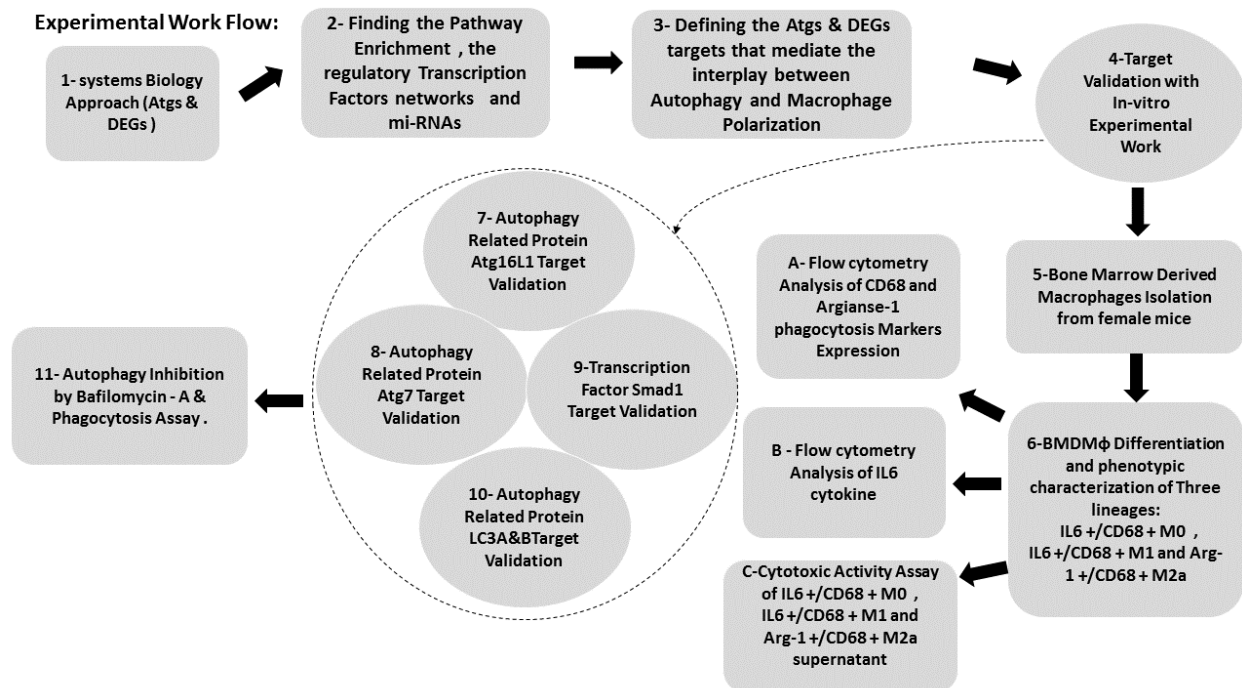 Experimental Work Flow:
1- systems Biology
Approach (Atgs &
DEGs )
2- Finding the Pathway
Enrichment , the
regulatory Transcription
Factors networks and
mi-RNAs
3- Defining the Atgs & DEGs
targets that mediate the
interplay between
Autophagy and Macrophage
Polarization
4-Target
Validation with
In-vitro
Experimental
Work
5-Bone Marrow Derived
Macrophages Isolation
from female mice
6-BMDMϕ Differentiation
and phenotypic
characterization of Three
lineages:
IL6 +/CD68 + M0 ,
IL6 +/CD68 + M1 and Arg-
1 +/CD68 + M2a
A- Flow cytometry
Analysis of CD68 and
Argianse-1
phagocytosis Markers
Expression
B - Flow cytometry
Analysis of IL6
cytokine
C-Cytotoxic Activity Assay
of IL6 +/CD68 + M0 ,
IL6 +/CD68 + M1 and
Arg-1 +/CD68 + M2a
supernatant
7- Autophagy
Related Protein
Atg16L1 Target
Validation
8- Autophagy
Related Protein
Atg7 Target
Validation
9-Transcription
Factor Smad1
Target Validation
10- Autophagy
Related Protein
LC3A&BTarget
Validation
11- Autophagy Inhibition
by Bafilomycin - A &
Phagocytosis Assay .